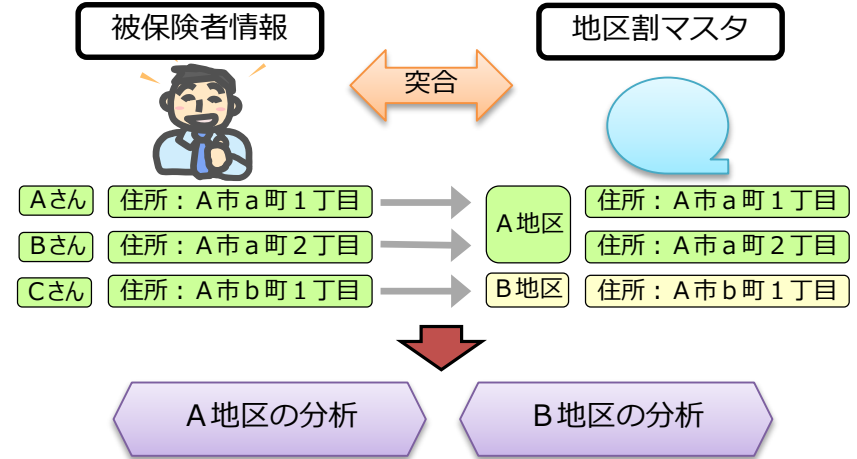 被保険者情報
地区割マスタ
突合
Aさん
住所：A市a町1丁目
A地区
住所：A市a町1丁目
Bさん
住所：A市a町2丁目
住所：A市a町2丁目
Cさん
住所：A市b町1丁目
B地区
住所：A市b町1丁目
A地区の分析
B地区の分析